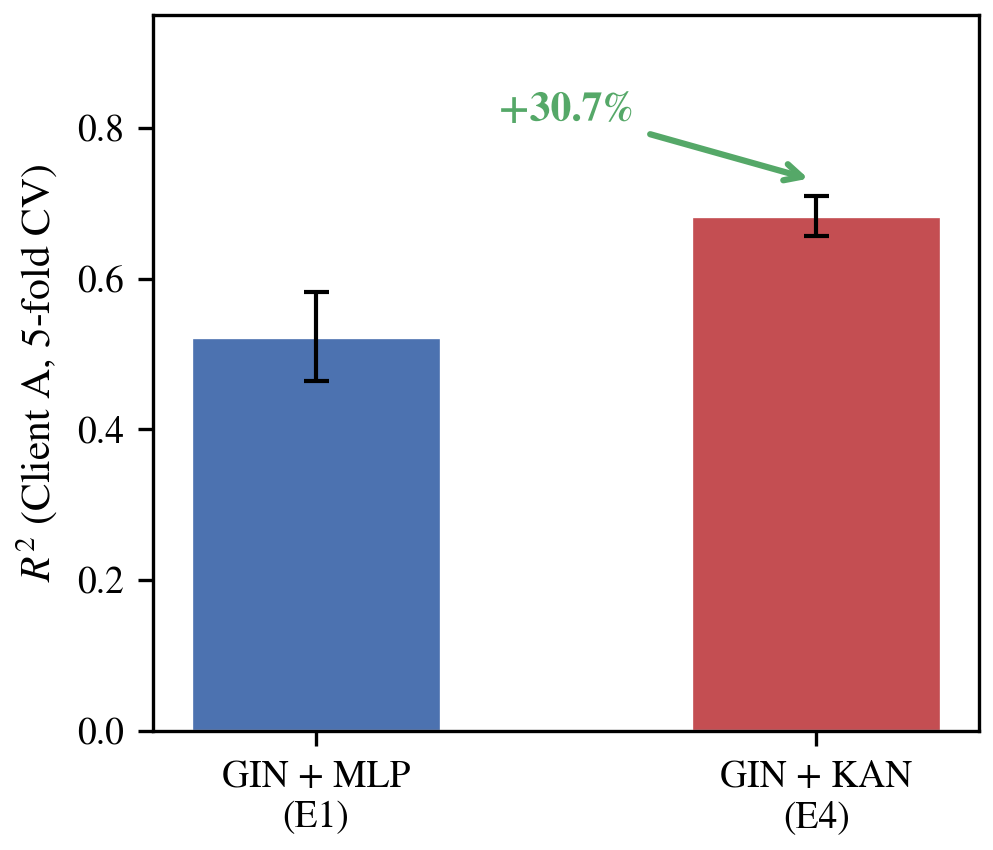 +30.7%
0.8
0.6
0.4
0.2
0.0
R² (Client A, 5-fold CV)
GIN + MLP
(E1)
GIN + KAN
(E4)